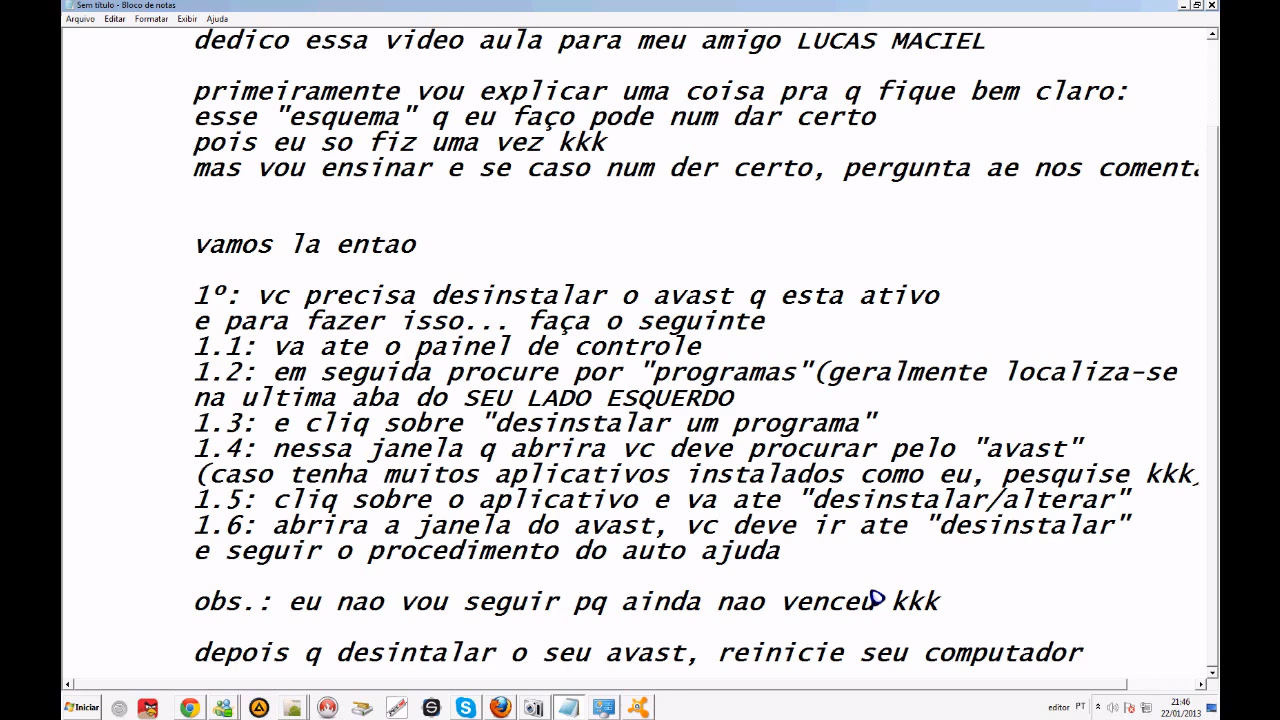 Sem título - Bloco de notas
Arquivo Editar Formatar Exibir Ajuda
dedico essa video aula para meu amigo LUCAS MACIEL
primeiramente vou explicar uma coisa pra q fique bem claro:
esse "esquema" q eu faço pode num dar certo
pois eu so fiz uma vez kkk
mas vou ensinar e se caso num der certo, pergunta ae nos
vamos la entao
1º: vc precisa desinstalar o avast q esta ativo
e para fazer isso... faça o seguinte
1.1: va ate o painel de controle
1.2: em seguida procure por "programas"(geralmente localiza-se
na ultima aba do SEU LADO ESQUERDO
1.3: e cliq sobre "desinstalar um programa"
1.4: nessa janela q abrira vc deve procurar pelo "avast"
(caso tenha muitos aplicativos instalados como eu, pesquise kkk)
1.5: cliq sobre o aplicativo e va ate "desinstalar/alterar"
1.6: abrira a janela do avast, vc deve ir ate "desinstalar"
e seguir o procedimento do auto ajuda
obs.: eu nao vou seguir pq ainda nao venceu kkk
depois q desintalar o seu avast, reinicie seu computador
Iniciar
editor PT
21:46
22/01/2013